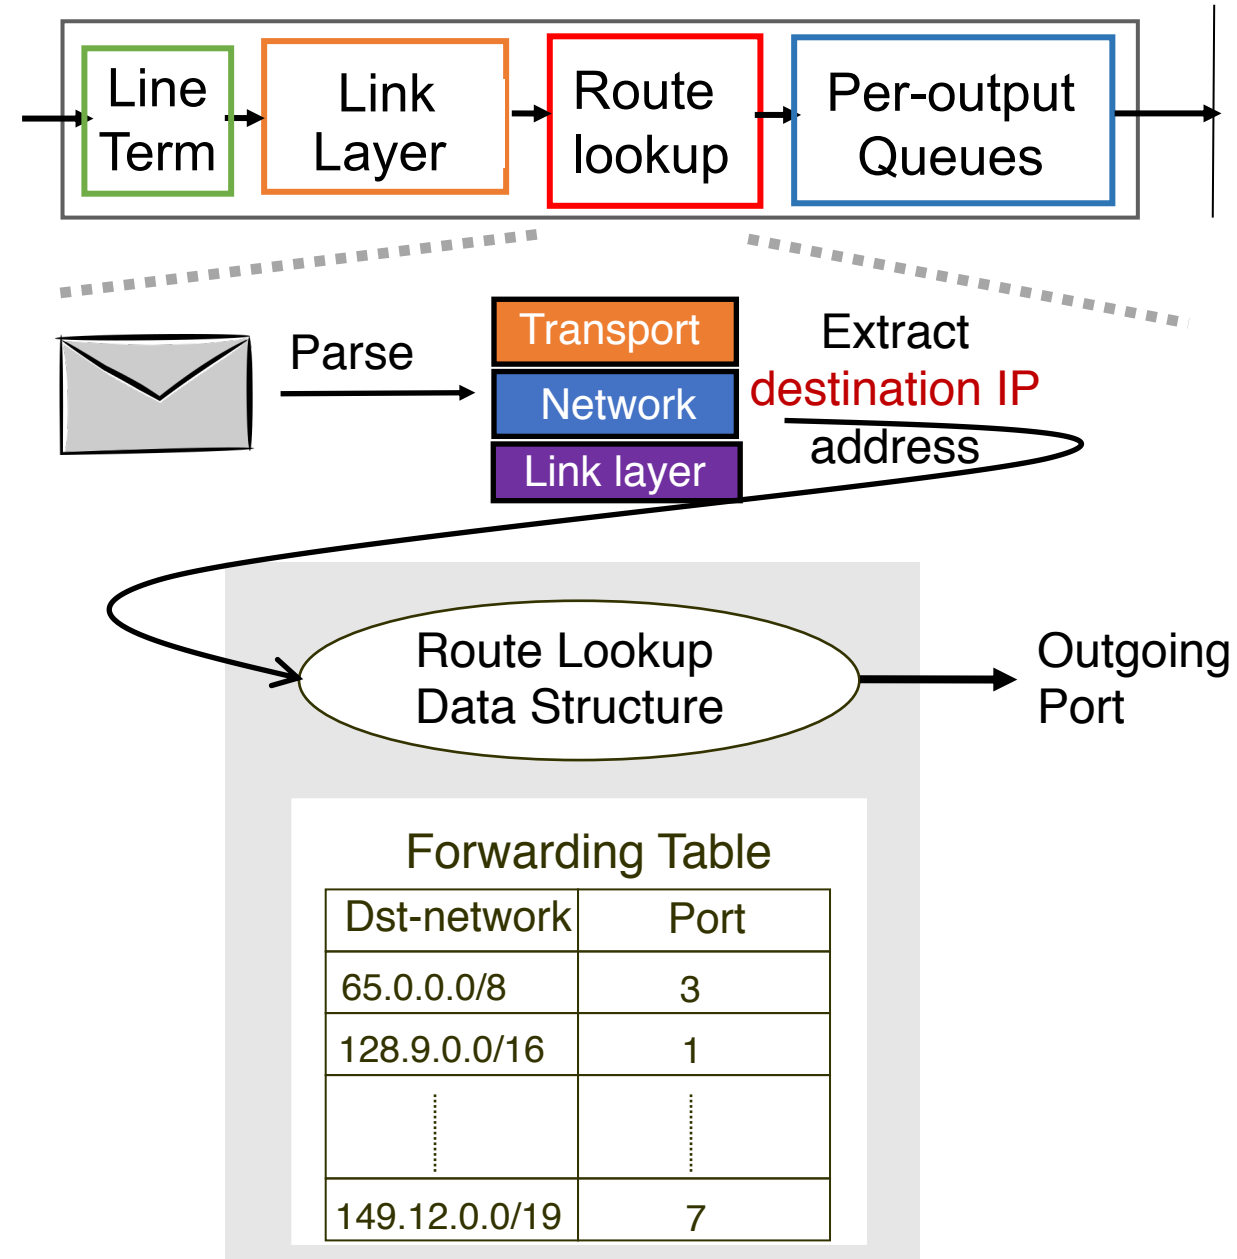 Line
Term
Link
Layer
Route
lookup
Per-output
Queues
Parse
Transport
Network
Link layer
Extract
destination IP
address
Route Lookup
Data Structure
Outgoing
Port
Forwarding Table
Dst-network Port
65.0.0.0/8 3
128.9.0.0/16 1
149.12.0.0/19 7